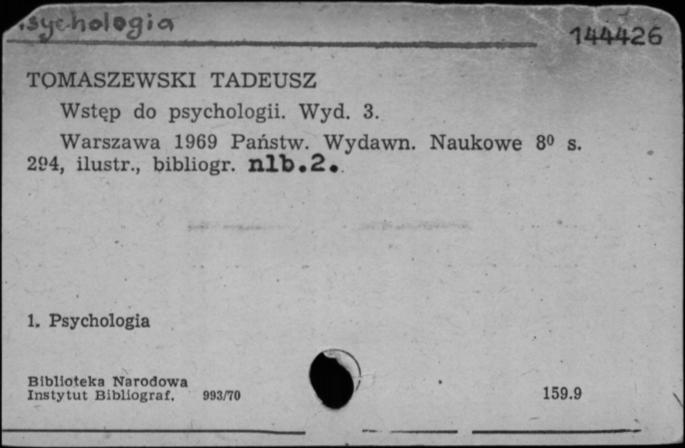 Psychologia
144426
TOMASZEWSKI TADEUSZ
Wstęp do psychologii. Wyd. 3.
Warszawa 1969 Państw. Wydawn. Naukowe 8⁰ s.
294, ilustr., bibliogr. nlb.2.
1. Psychologia
Biblioteka Narodowa
Instytut Bibliograf. 993/70
159.9